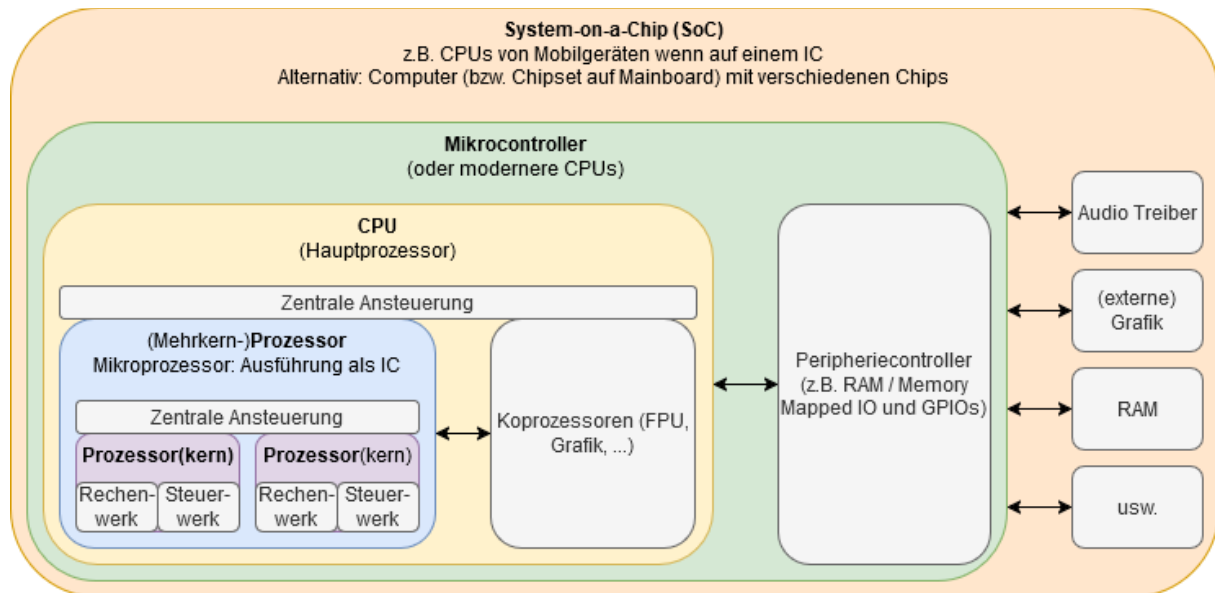 System-on-a-Chip (SoC)
z.B. CPUs von Mobilgeräten wenn auf einem IC
Alternativ: Computer (bzw. Chipset auf Mainboard) mit verschiedenen Chips
Mikrocontroller
(oder modernere CPUs)
CPU
(Hauptprozessor)
Zentrale Ansteuerung
(Mehrkern-)Prozessor
Mikroprozessor: Ausführung als IC
Zentrale Ansteuerung
Prozessor(kern)
Rechen-
werk
Steuer-
werk
Prozessor(kern)
Rechen-
werk
Steuer-
werk
Koprozessoren (FPU,
Grafik, ...)
Peripheriecontroller
(z.B. RAM / Memory
Mapped IO und GPIOs)
Audio Treiber
(externe)
Grafik
RAM
usw.